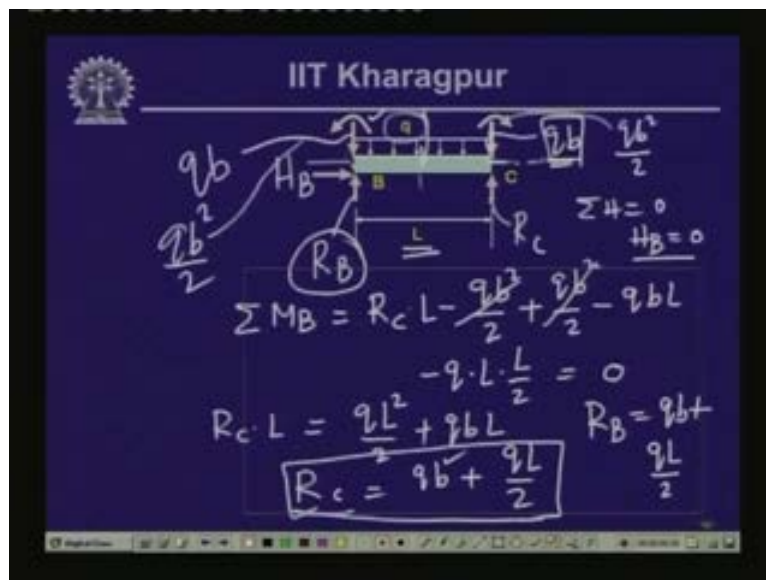 IIT Kharagpur
q
qb
qb
qb²/2
H_B
B
C
qb²/2
L
R_B
R_C
ΣH = 0
H_B = 0
ΣM_B = R_C L - qb²/2 + qb²/2 - qbL
- q·L·L/2 = 0
R_C·L = qL²/2 + qbL
R_B = qb + qL/2
R_C = qb + qL/2